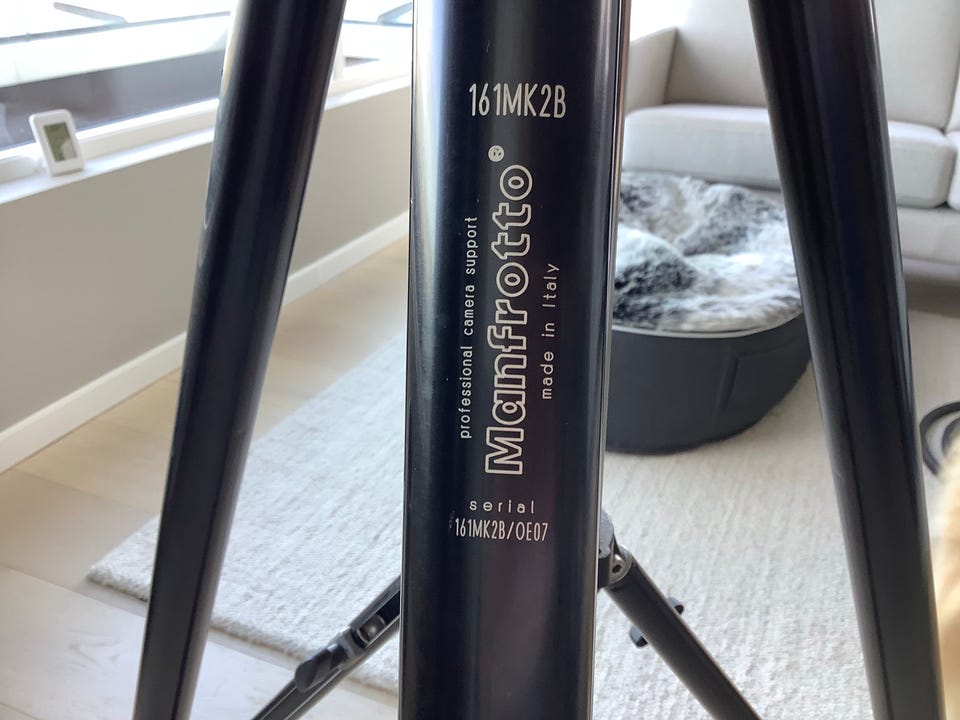 161MK2B
professional camera support
Manfrotto®
made in Italy
serial
161MK2B/OE07